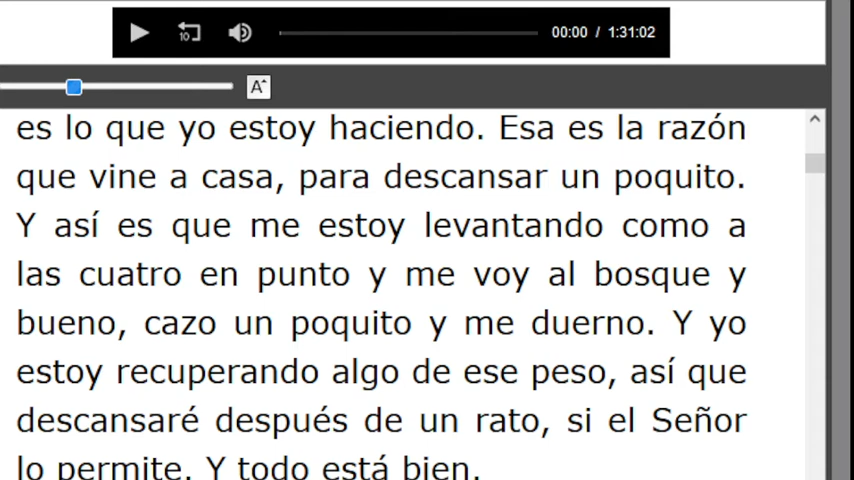 10
00:00 / 1:31:02
A^
es lo que yo estoy haciendo. Esa es la razón
que vine a casa, para descansar un poquito.
Y así es que me estoy levantando como a
las cuatro en punto y me voy al bosque y
bueno, cazo un poquito y me duerno. Y yo
estoy recuperando algo de ese peso, así que
descansaré después de un rato, si el Señor
lo permite. Y todo está bien.